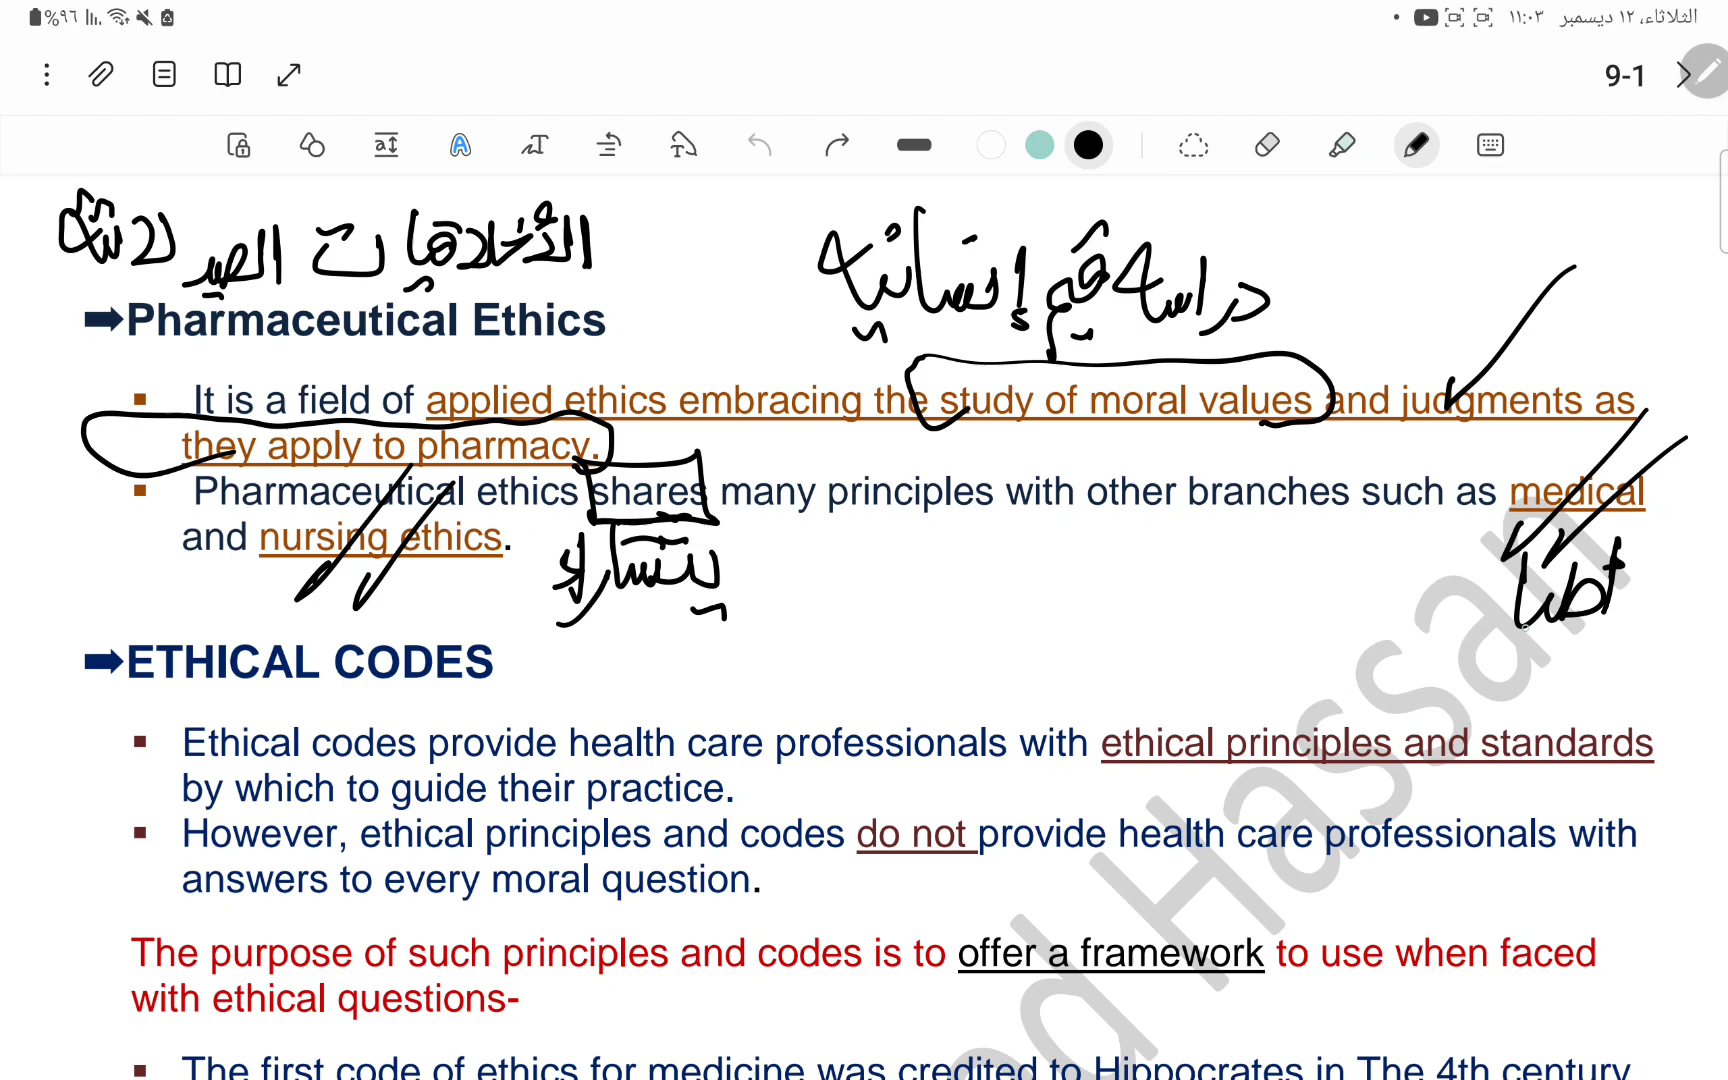 %٩٦
الثلاثاء، ١٢ ديسمبر ١١:٠٣
9-1
الأخلاقيات الصيدلانية
دراسة قيم إنسانية
➡Pharmaceutical Ethics
▪ It is a field of applied ethics embracing the study of moral values and judgments as
they apply to pharmacy.
▪ Pharmaceutical ethics shares many principles with other branches such as medical
and nursing ethics.
يتشارك
اطبا
➡ETHICAL CODES
▪ Ethical codes provide health care professionals with ethical principles and standards
by which to guide their practice.
▪ However, ethical principles and codes do not provide health care professionals with
answers to every moral question.
The purpose of such principles and codes is to offer a framework to use when faced
with ethical questions-
▪ The first code of ethics for medicine was credited to Hippocrates in The 4th century
ed Hassan